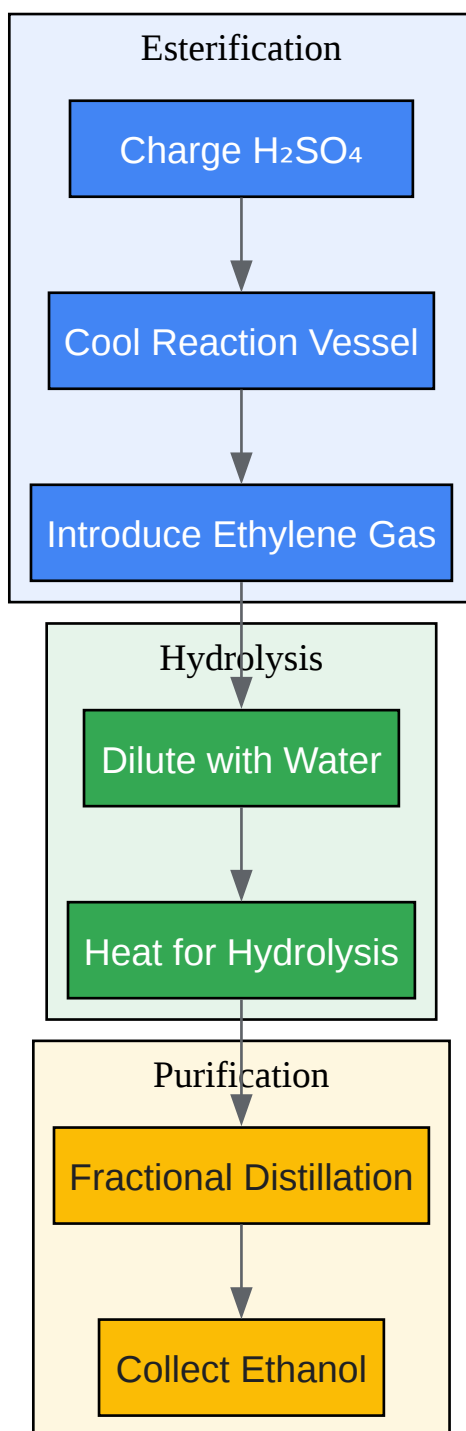 Esterification
Charge H₂SO₄
Cool Reaction Vessel
Introduce Ethylene Gas
Hydrolysis
Dilute with Water
Heat for Hydrolysis
Purification
Fractional Distillation
Collect Ethanol